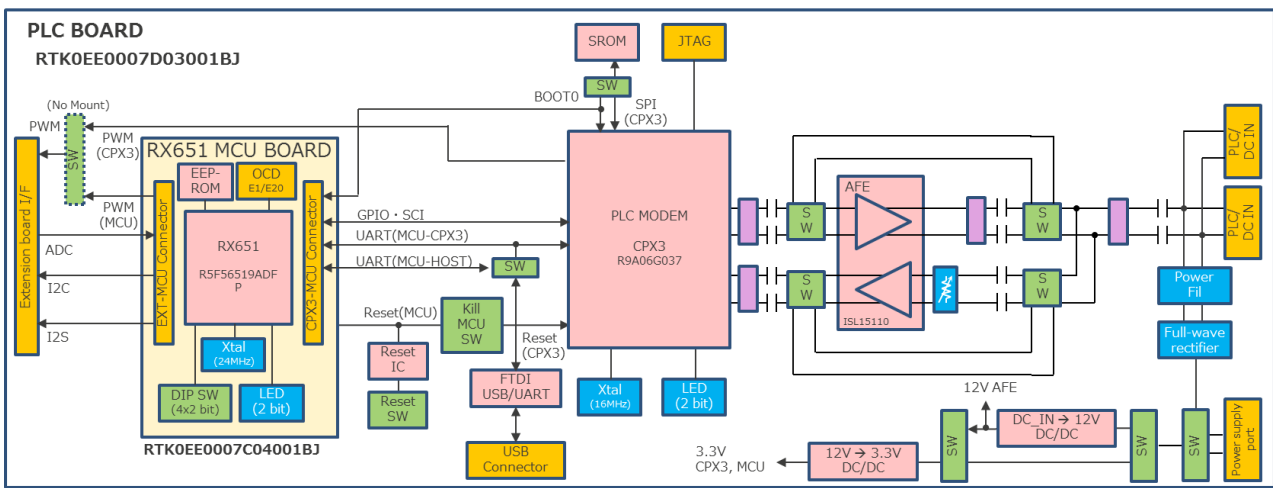 PLC BOARD
RTK0EE0007D03001BJ
SROM
JTAG
SW
BOOT0
SPI
(CPX3)
(No Mount)
PWM
SW
PWM
(CPX3)
PWM
(MCU)
Extension board I/F
ADC
I2C
I2S
RX651 MCU BOARD
EEP-
ROM
OCD
E1/E20
EXT-MCU Connector
RX651
R5F56519ADF
P
CPX3-MCU Connector
Xtal
(24MHz)
DIP SW
(4x2 bit)
LED
(2 bit)
RTK0EE0007C04001BJ
GPIO・SCI
UART(MCU-CPX3)
UART(MCU-HOST)
SW
Reset(MCU)
Kill
MCU
SW
Reset
(CPX3)
Reset
IC
Reset
SW
FTDI
USB/UART
USB
Connector
PLC MODEM
CPX3
R9A06G037
Xtal
(16MHz)
LED
(2 bit)
SW
SW
AFE
ISL15110
SW
SW
PLC/
DC IN
PLC/
DC IN
Power
Fil
Full-wave
rectifier
12V AFE
SW
DC_IN → 12V
DC/DC
SW
SW
Power supply
port
3.3V
CPX3, MCU
12V → 3.3V
DC/DC